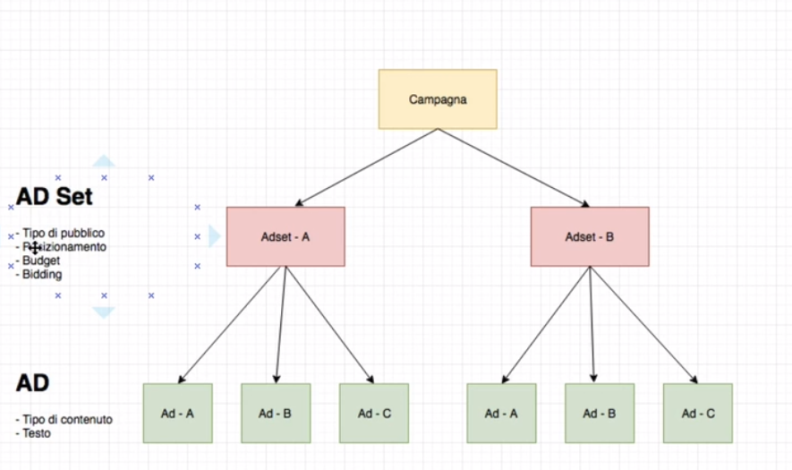 Campagna
AD Set
- Tipo di pubblico
- Posizionamento
- Budget
- Bidding
Adset - A
Adset - B
AD
- Tipo di contenuto
- Testo
Ad - A
Ad - B
Ad - C
Ad - A
Ad - B
Ad - C